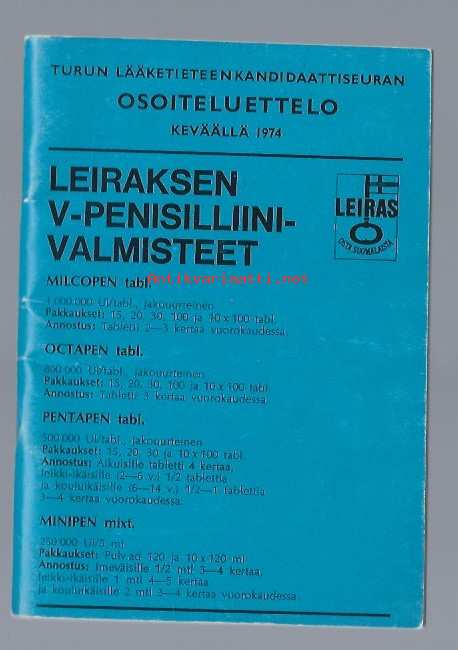 TURUN LÄÄKETIETEENKANDIDAATTISEURAN
OSOITELUETTELO
KEVÄÄLLÄ 1974
LEIRAKSEN
V-PENISILLIINI-
VALMISTEET
LEIRAS
OSTA SUOMALAISTA
Antikvariaatti.net
MILCOPEN tabl.
1 000 000 UI/tabl., jakouurteinen
Pakkaukset: 15, 20, 30, 100 ja 10 x 100 tabl.
Annostus: Tabletti 2—3 kertaa vuorokaudessa.
OCTAPEN tabl.
800 000 UI/tabl., jakouurteinen
Pakkaukset: 15, 20, 30, 100 ja 10 x 100 tabl.
Annostus: Tabletti 3 kertaa vuorokaudessa.
PENTAPEN tabl.
500 000 UI/tabl., jakouurteinen
Pakkaukset: 15, 20, 30 ja 10 x 100 tabl.
Annostus: Aikuisille tabletti 4 kertaa,
leikki-ikäisille (2—6 v.) 1/2 tablettia
ja kouluikäisille (6—14 v.) 1/2—1 tablettia
3—4 kertaa vuorokaudessa.
MINIPEN mixt.
250 000 UI/5 ml
Pakkaukset: Pulv.ad 120 ja 10 x 120 ml
Annostus: Imeväisille 1/2 mtl 3—4 kertaa,
leikki-ikäisille 1 mtl 4—5 kertaa
ja kouluikäisille 2 mtl 3—4 kertaa vuorokaudessa.